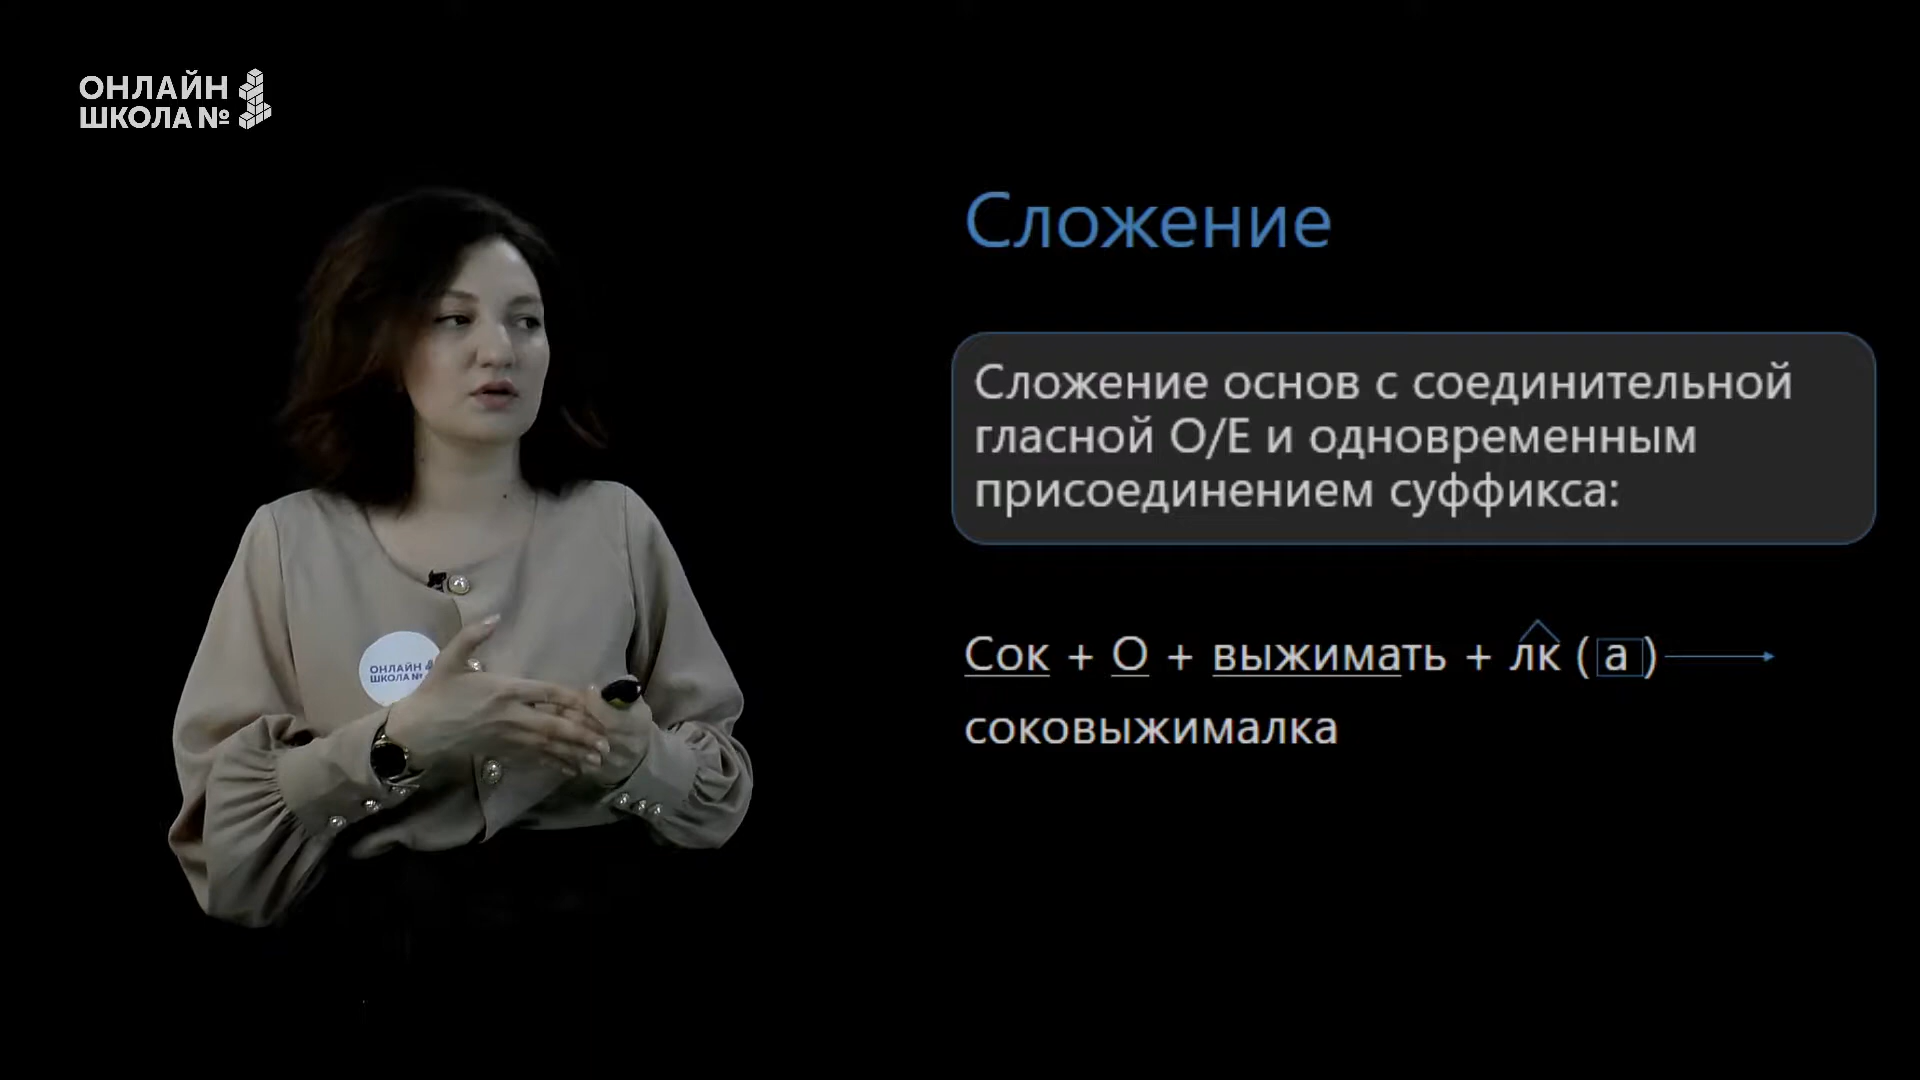 ОНЛАЙН
ШКОЛА №
Сложение
Сложение основ с соединительной
гласной О/Е и одновременным
присоединением суффикса:
Сок + О + выжимать + лк (а)
соковыжималка
ОНЛАЙН
ШКОЛА №